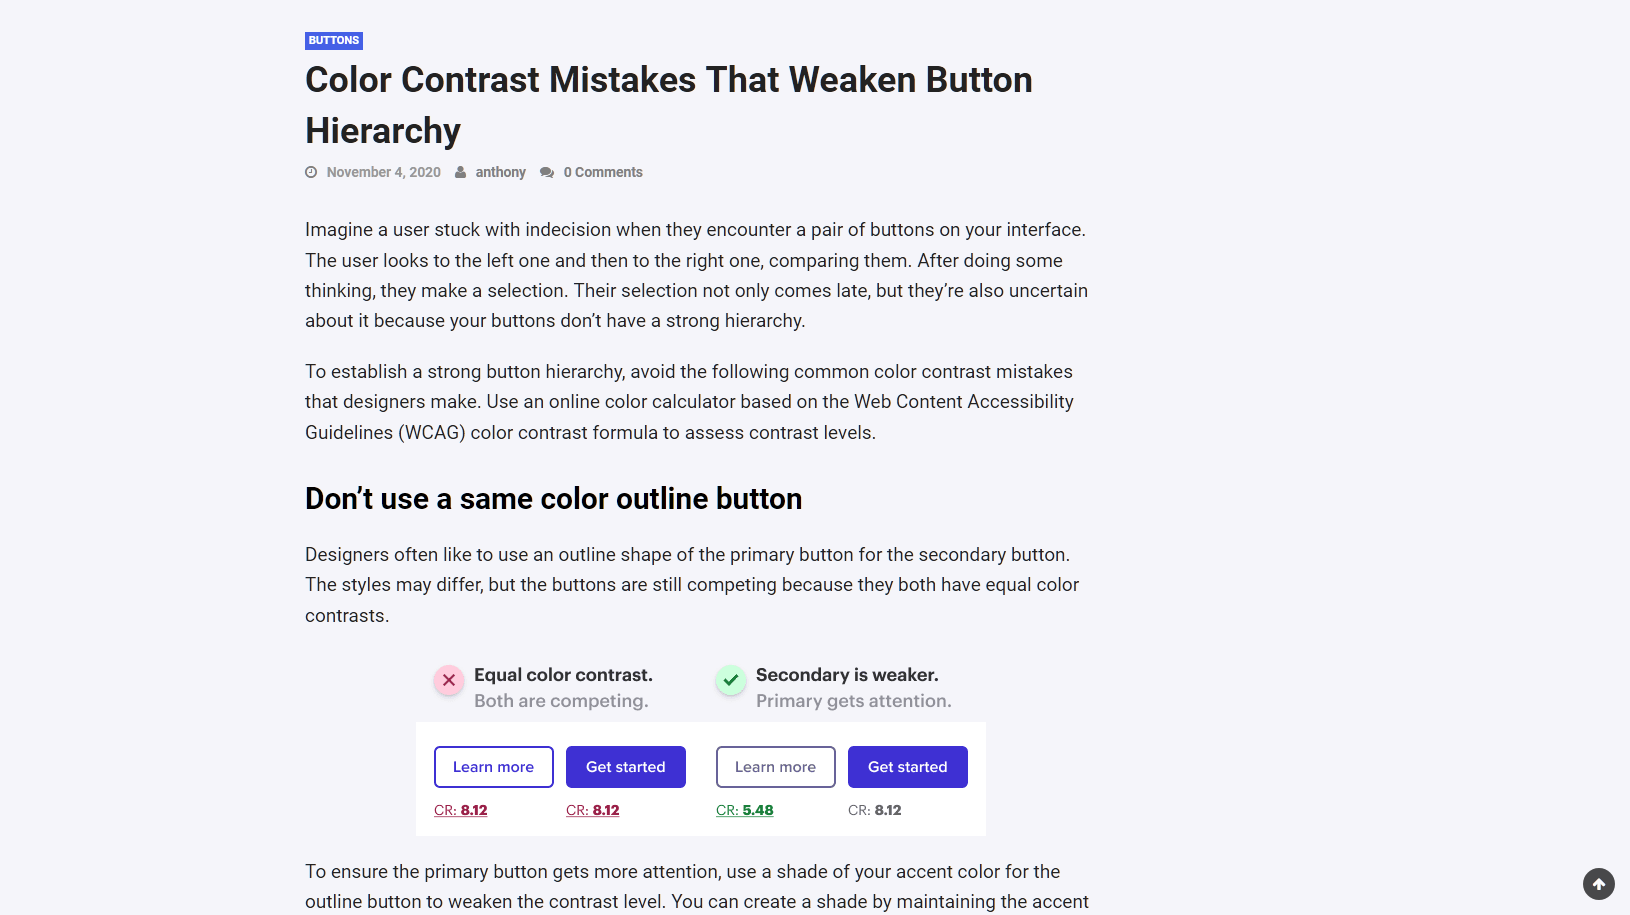 BUTTONS
Color Contrast Mistakes That Weaken Button
Hierarchy
November 4, 2020 anthony 0 Comments
Imagine a user stuck with indecision when they encounter a pair of buttons on your interface.
The user looks to the left one and then to the right one, comparing them. After doing some
thinking, they make a selection. Their selection not only comes late, but they’re also uncertain
about it because your buttons don’t have a strong hierarchy.
To establish a strong button hierarchy, avoid the following common color contrast mistakes
that designers make. Use an online color calculator based on the Web Content Accessibility
Guidelines (WCAG) color contrast formula to assess contrast levels.
Don’t use a same color outline button
Designers often like to use an outline shape of the primary button for the secondary button.
The styles may differ, but the buttons are still competing because they both have equal color
contrasts.
Equal color contrast.
Both are competing.
Secondary is weaker.
Primary gets attention.
Learn more Get started Learn more Get started
CR: 8.12 CR: 8.12 CR: 5.48 CR: 8.12
To ensure the primary button gets more attention, use a shade of your accent color for the
outline button to weaken the contrast level. You can create a shade by maintaining the accent